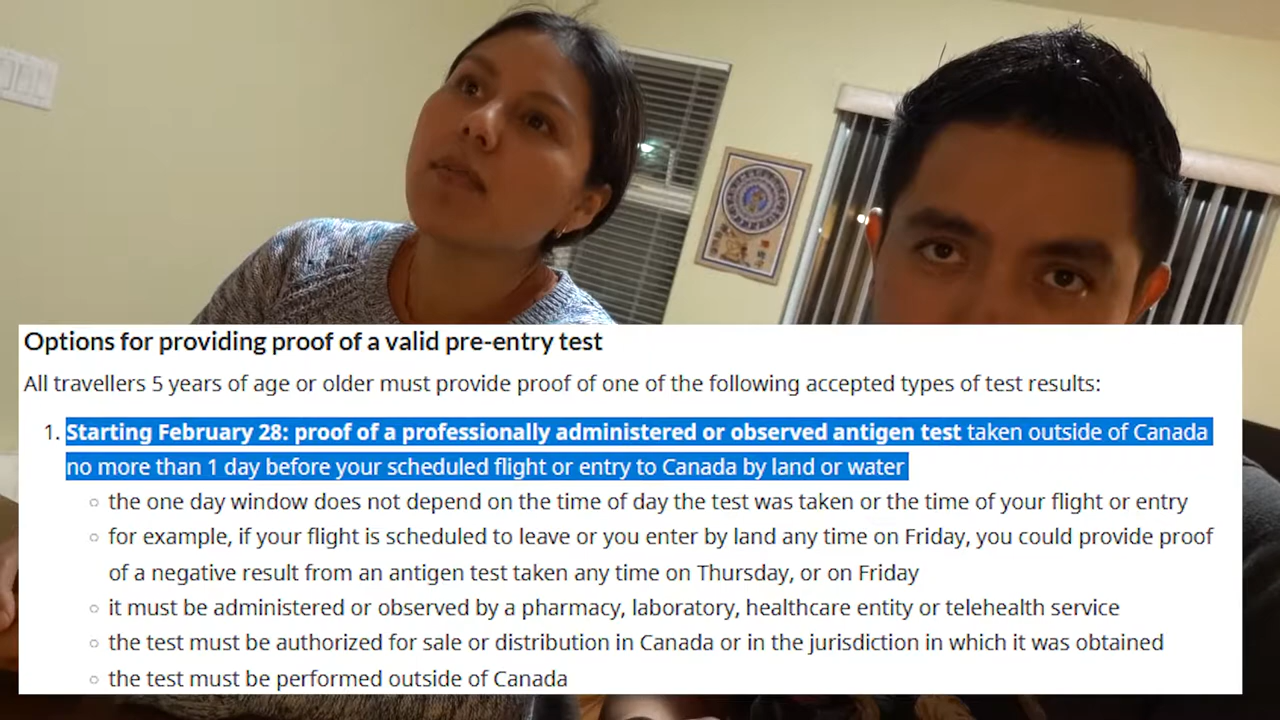 Options for providing proof of a valid pre-entry test
All travellers 5 years of age or older must provide proof of one of the following accepted types of test results:
1. Starting February 28: proof of a professionally administered or observed antigen test taken outside of Canada
no more than 1 day before your scheduled flight or entry to Canada by land or water
○ the one day window does not depend on the time of day the test was taken or the time of your flight or entry
○ for example, if your flight is scheduled to leave or you enter by land any time on Friday, you could provide proof
of a negative result from an antigen test taken any time on Thursday, or on Friday
○ it must be administered or observed by a pharmacy, laboratory, healthcare entity or telehealth service
○ the test must be authorized for sale or distribution in Canada or in the jurisdiction in which it was obtained
○ the test must be performed outside of Canada